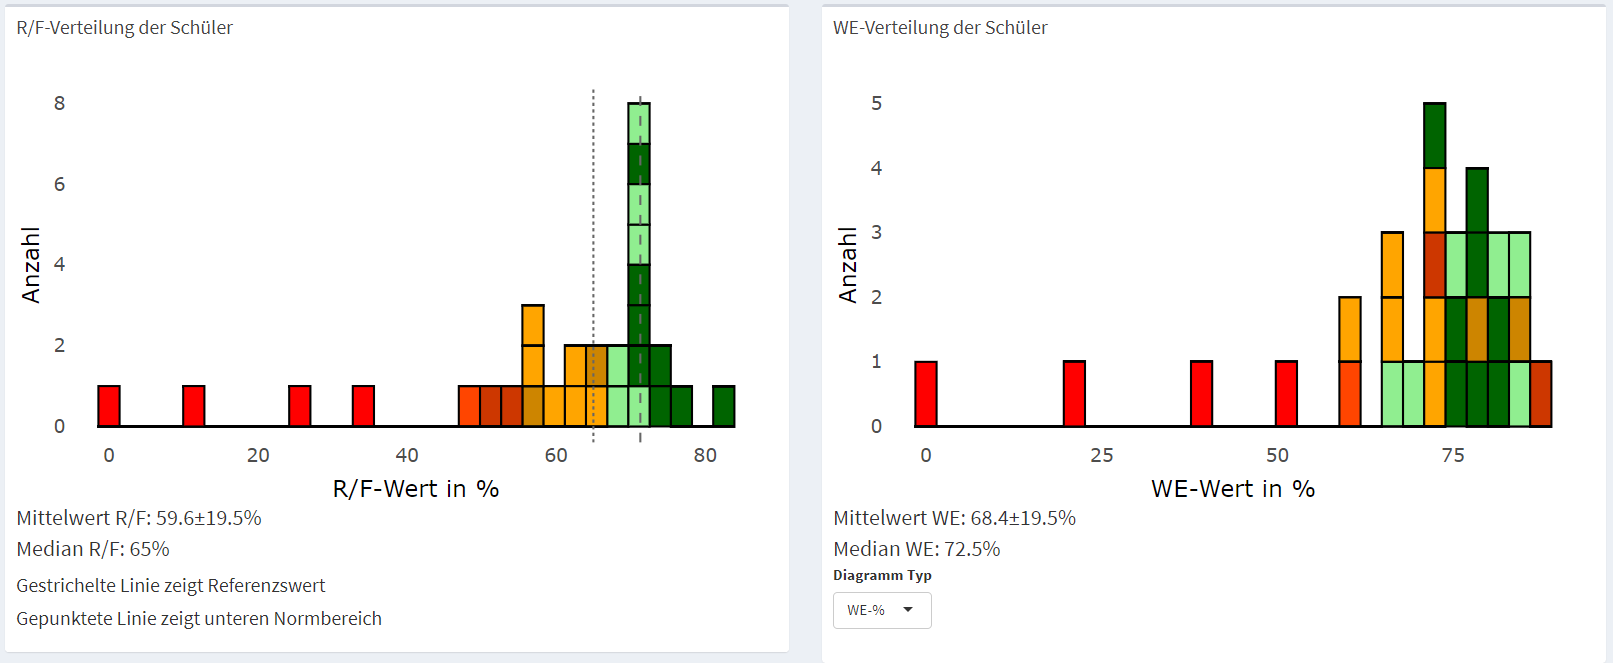 R/F-Verteilung der Schüler
8
6
4
2
0
Anzahl
0 20 40 60 80
R/F-Wert in %
Mittelwert R/F: 59.6±19.5%
Median R/F: 65%
Gestrichelte Linie zeigt Referenzswert
Gepunktete Linie zeigt unteren Normbereich
WE-Verteilung der Schüler
5
4
3
2
1
0
Anzahl
0 25 50 75
WE-Wert in %
Mittelwert WE: 68.4±19.5%
Median WE: 72.5%
Diagramm Typ
WE-%